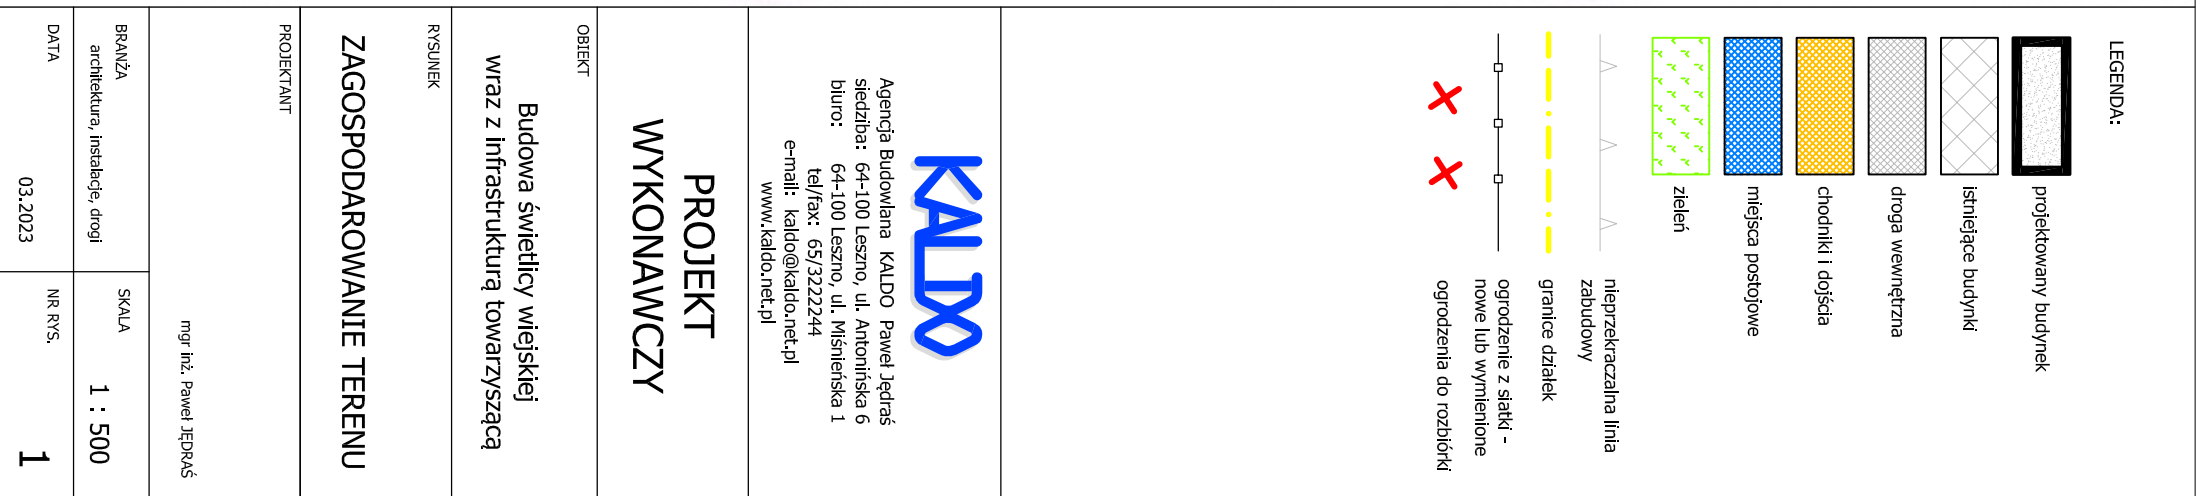 LEGENDA:
projektowany budynek
istniejące budynki
droga wewnętrzna
chodniki i dojścia
miejsca postojowe
zieleń
nieprzekraczalna linia
zabudowy
granice działek
ogrodzenie z siatki -
nowe lub wymienione
ogrodzenia do rozbiórki
KALDO
Agencja Budowlana KALDO Paweł Jędraś
siedziba: 64-100 Leszno, ul. Antonińska 6
biuro: 64-100 Leszno, ul. Miśnieńska 1
tel/fax: 65/3222244
e-mail: kaldo@kaldo.net.pl
www.kaldo.net.pl
PROJEKT
WYKONAWCZY
OBIEKT
Budowa świetlicy wiejskiej
wraz z infrastrukturą towarzyszącą
RYSUNEK
ZAGOSPODAROWANIE TERENU
PROJEKTANT
mgr inż. Paweł JĘDRAŚ
BRANŻA
architektura, instalacje, drogi
SKALA
1 : 500
DATA
03.2023
NR RYS.
1